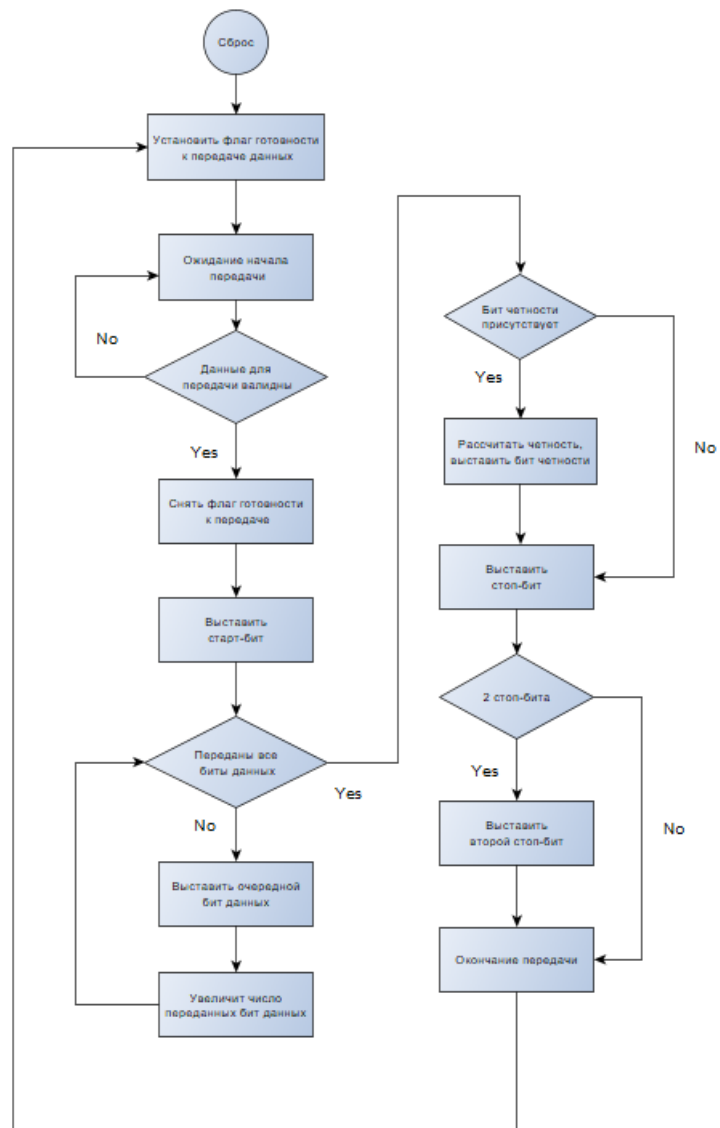 Сброс
Установить флаг готовности
к передаче данных
Ожидание начала
передачи
No
Данные для
передачи валидны
Yes
Снять флаг готовности
к передаче
Выставить
старт-бит
Переданы все
биты данных
Yes
No
Выставить очередной
бит данных
Увеличит число
переданных бит данных
Бит четности
присутствует
Yes
No
Рассчитать четность,
выставить бит четности
Выставить
стоп-бит
2 стоп-бита
Yes
No
Выставить
второй стоп-бит
Окончание передачи